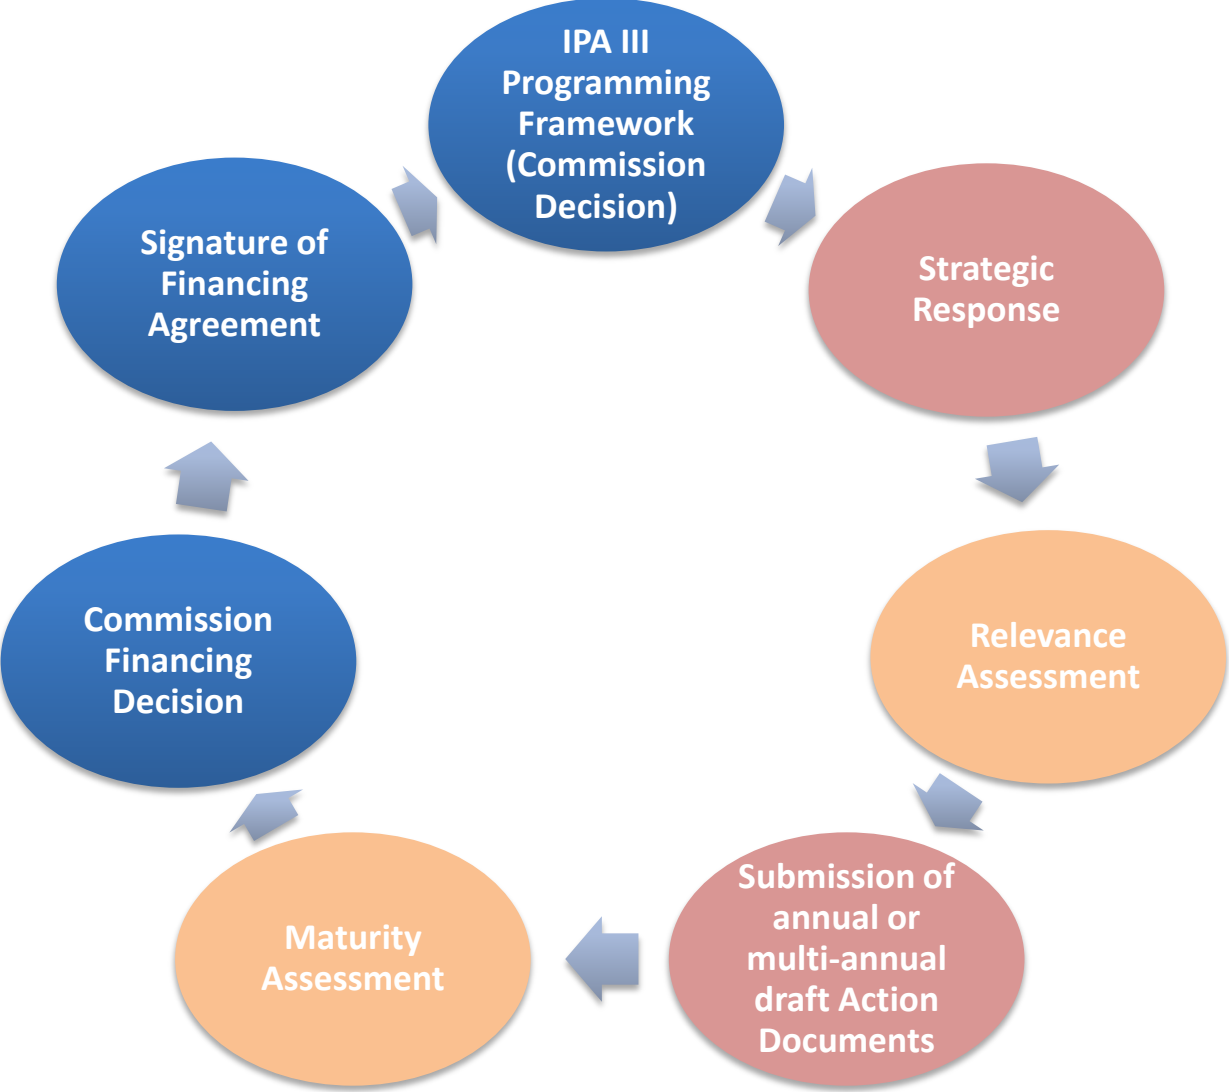 IPA III
Programming
Framework
(Commission
Decision)
Strategic
Response
Relevance
Assessment
Submission of
annual or
multi-annual
draft Action
Documents
Maturity
Assessment
Commission
Financing
Decision
Signature of
Financing
Agreement